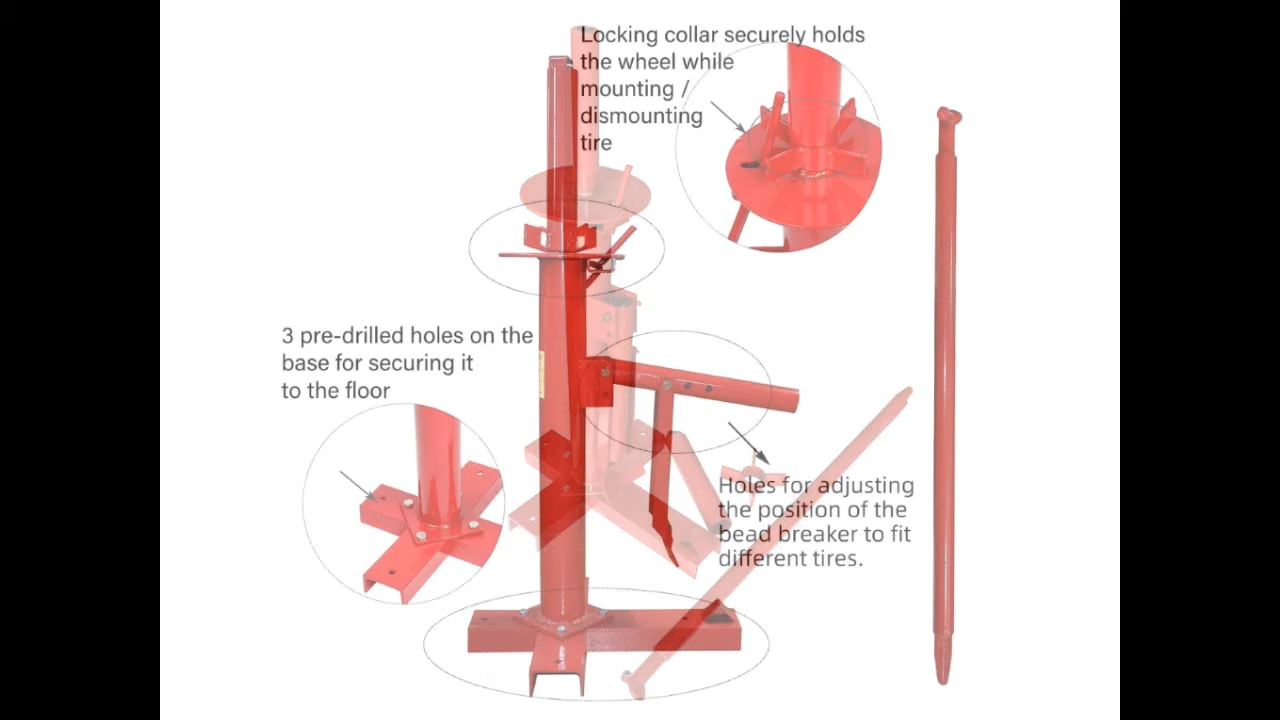 Locking collar securely holds
the wheel while
mounting /
dismounting
tire
3 pre-drilled holes on the
base for securing it
to the floor
Holes for adjusting
the position of the
bead breaker to fit
different tires.